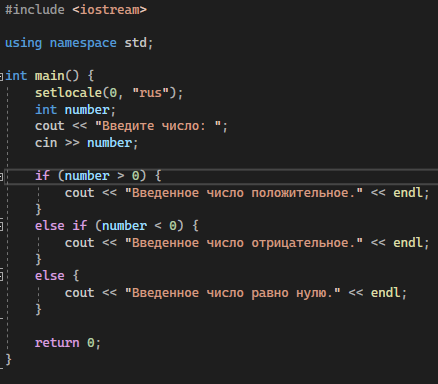 #include <iostream>
using namespace std;
int main() {
setlocale(0, "rus");
int number;
cout << "Введите число: ";
cin >> number;
if (number > 0) {
cout << "Введенное число положительное." << endl;
}
else if (number < 0) {
cout << "Введенное число отрицательное." << endl;
}
else {
cout << "Введенное число равно нулю." << endl;
}
return 0;
}